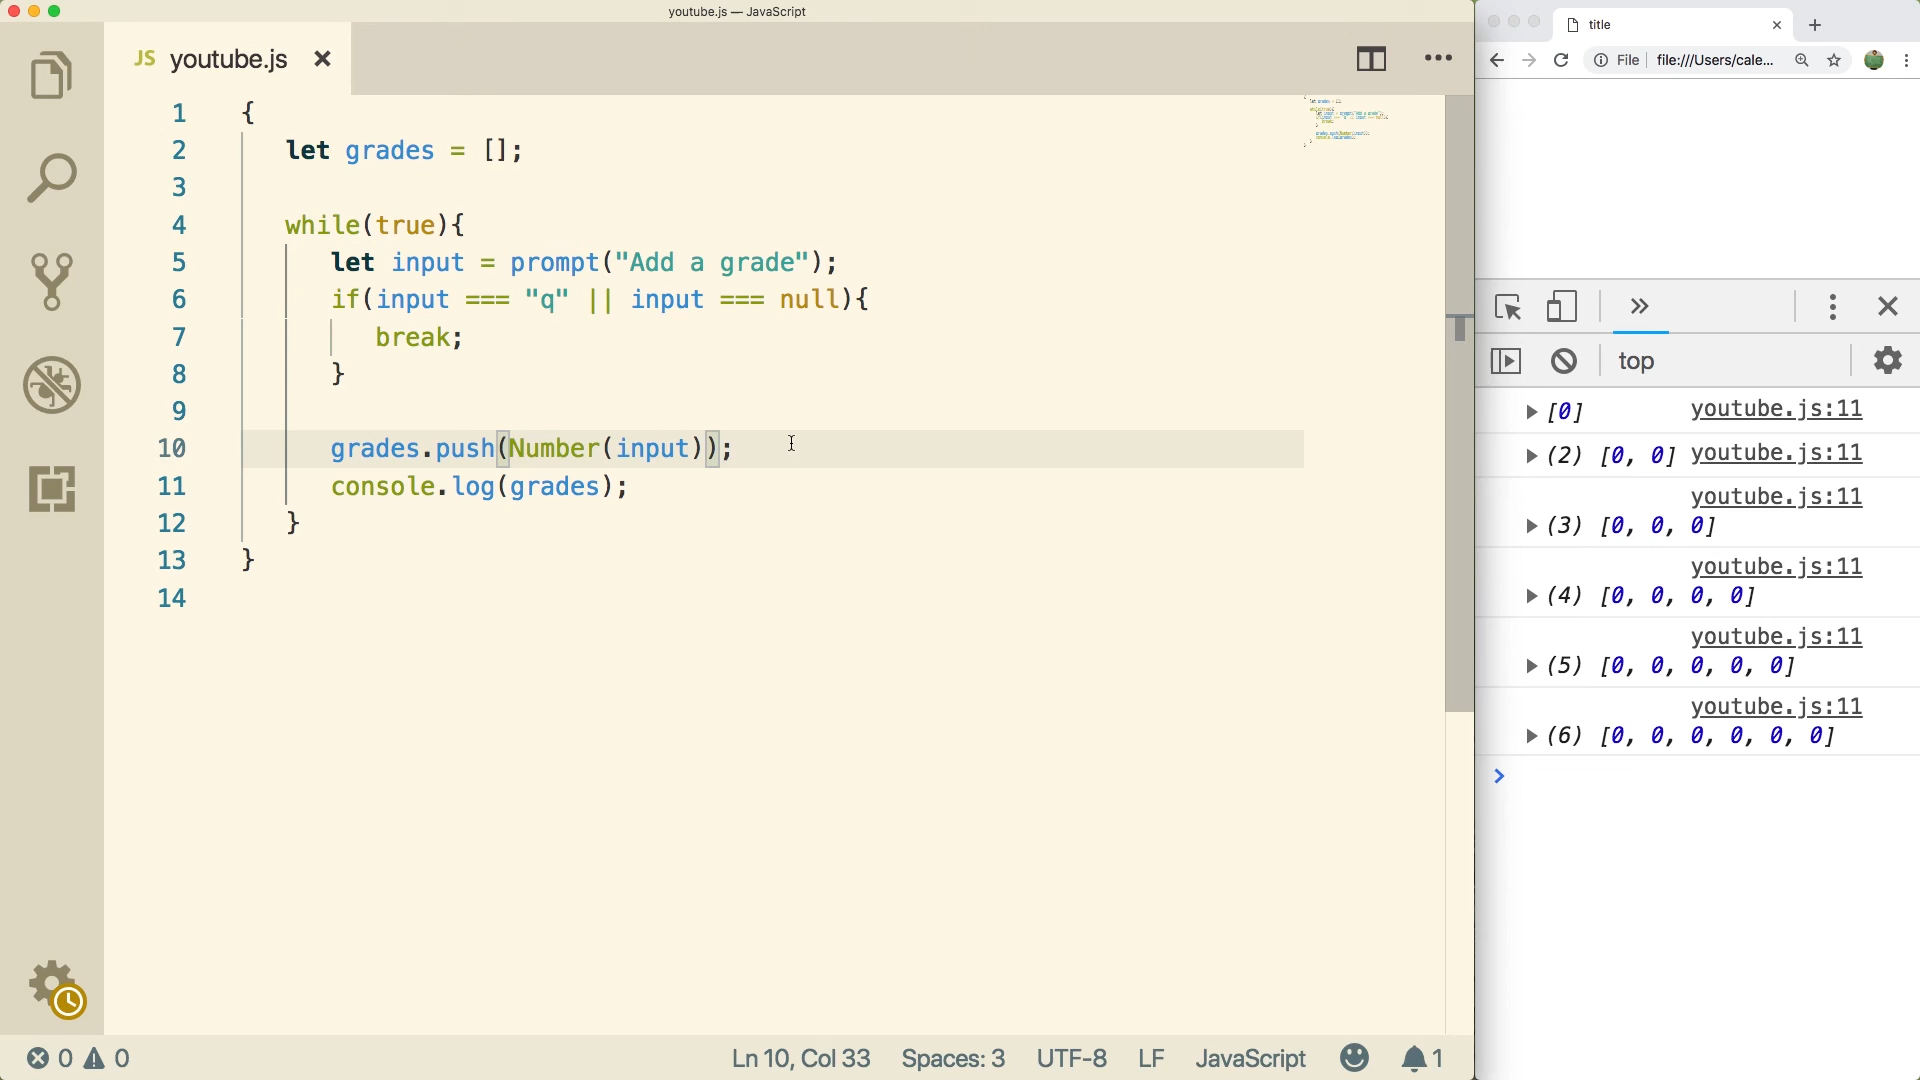 youtube.js — JavaScript
JS youtube.js
1 {
2 let grades = [];
3
4 while(true){
5 let input = prompt("Add a grade");
6 if(input === "q" || input === null){
7 break;
8 }
9
10 grades.push(Number(input));
11 console.log(grades);
12 }
13 }
14
0 0
Ln 10, Col 33 Spaces: 3 UTF-8 LF JavaScript 1
title
File file:///Users/cale...
top
[0] youtube.js:11
(2) [0, 0] youtube.js:11
youtube.js:11
(3) [0, 0, 0]
youtube.js:11
(4) [0, 0, 0, 0]
youtube.js:11
(5) [0, 0, 0, 0, 0]
youtube.js:11
(6) [0, 0, 0, 0, 0, 0]